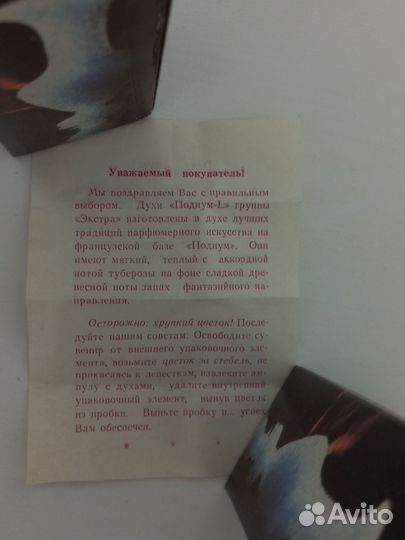 Уважаемый покупатель!
Мы поздравляем Вас с правильным
выбором. Духи «Подиум-L» группы
«Экстра» изготовлены в духе лучших
традиций парфюмерного искусства на
французской базе «Подиум». Они
имеют мягкий, теплый с аккордной
нотой туберозы на фоне сладкой дре-
весной ноты запах фантазийного на-
правления.
Осторожно: хрупкий цветок! После-
дуйте нашим советам. Освободите су-
венир от внешнего упаковочного эле-
мента, возьмите цветок за стебель, не
прикасаясь к лепесткам, извлеките ам-
пулу с духами, удалите внутренний
упаковочный элемент, вынув цветок
из пробки. Выньте пробку и... успех
Вам обеспечен.
* * *
Avito